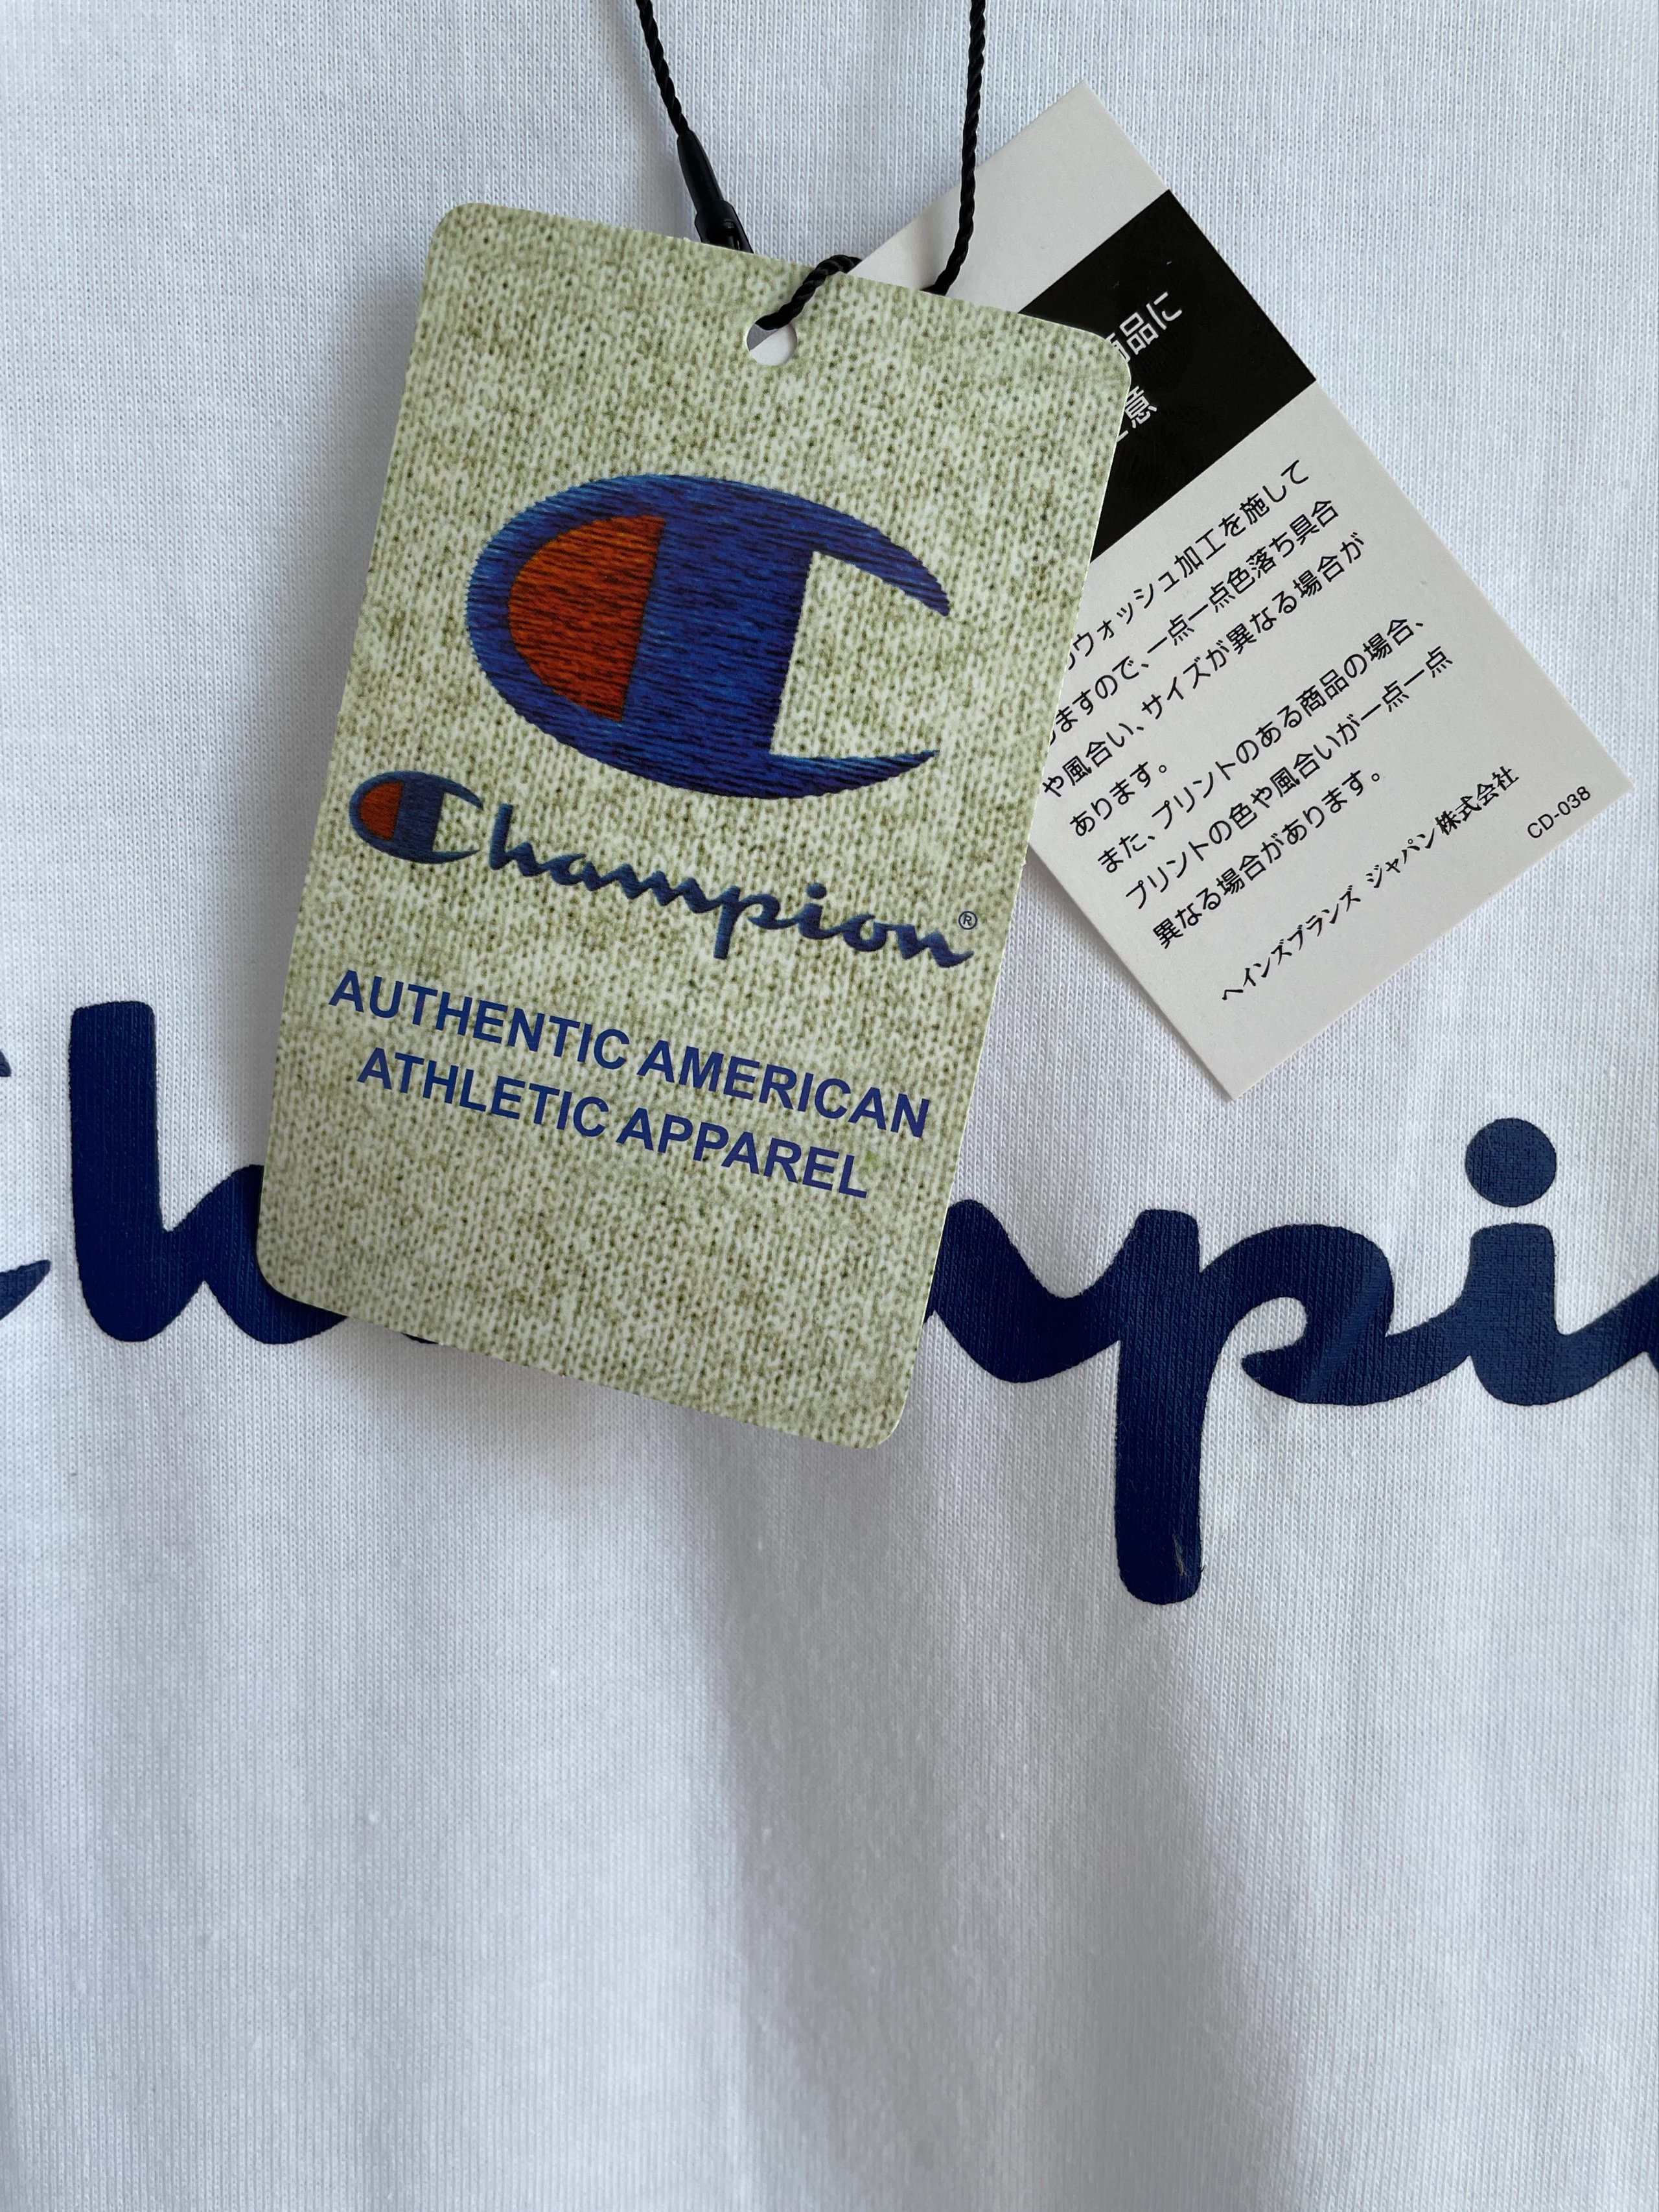 Champion®
AUTHENTIC AMERICAN
ATHLETIC APPAREL
商品に
注意
ウォッシュ加工を施して
ますので、一点一点色落ち具合
や風合い、サイズが異なる場合が
あります。
また、プリントのある商品の場合、
プリントの色や風合いが一点一点
異なる場合があります。
ヘインズブランズ ジャパン株式会社
CD-038
Ch
mpi